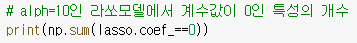 # alph=10인 라쏘모델에서 계수값이 0인 특성의 개수
print(np.sum(lasso.coef_==0))